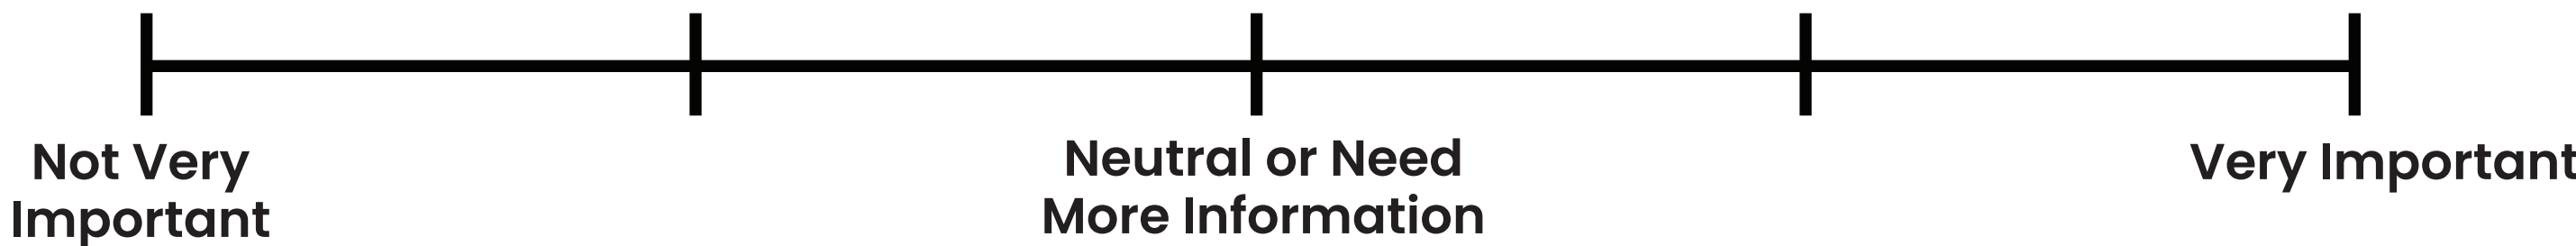 Not Very
Important
Neutral or Need
More Information
Very Important